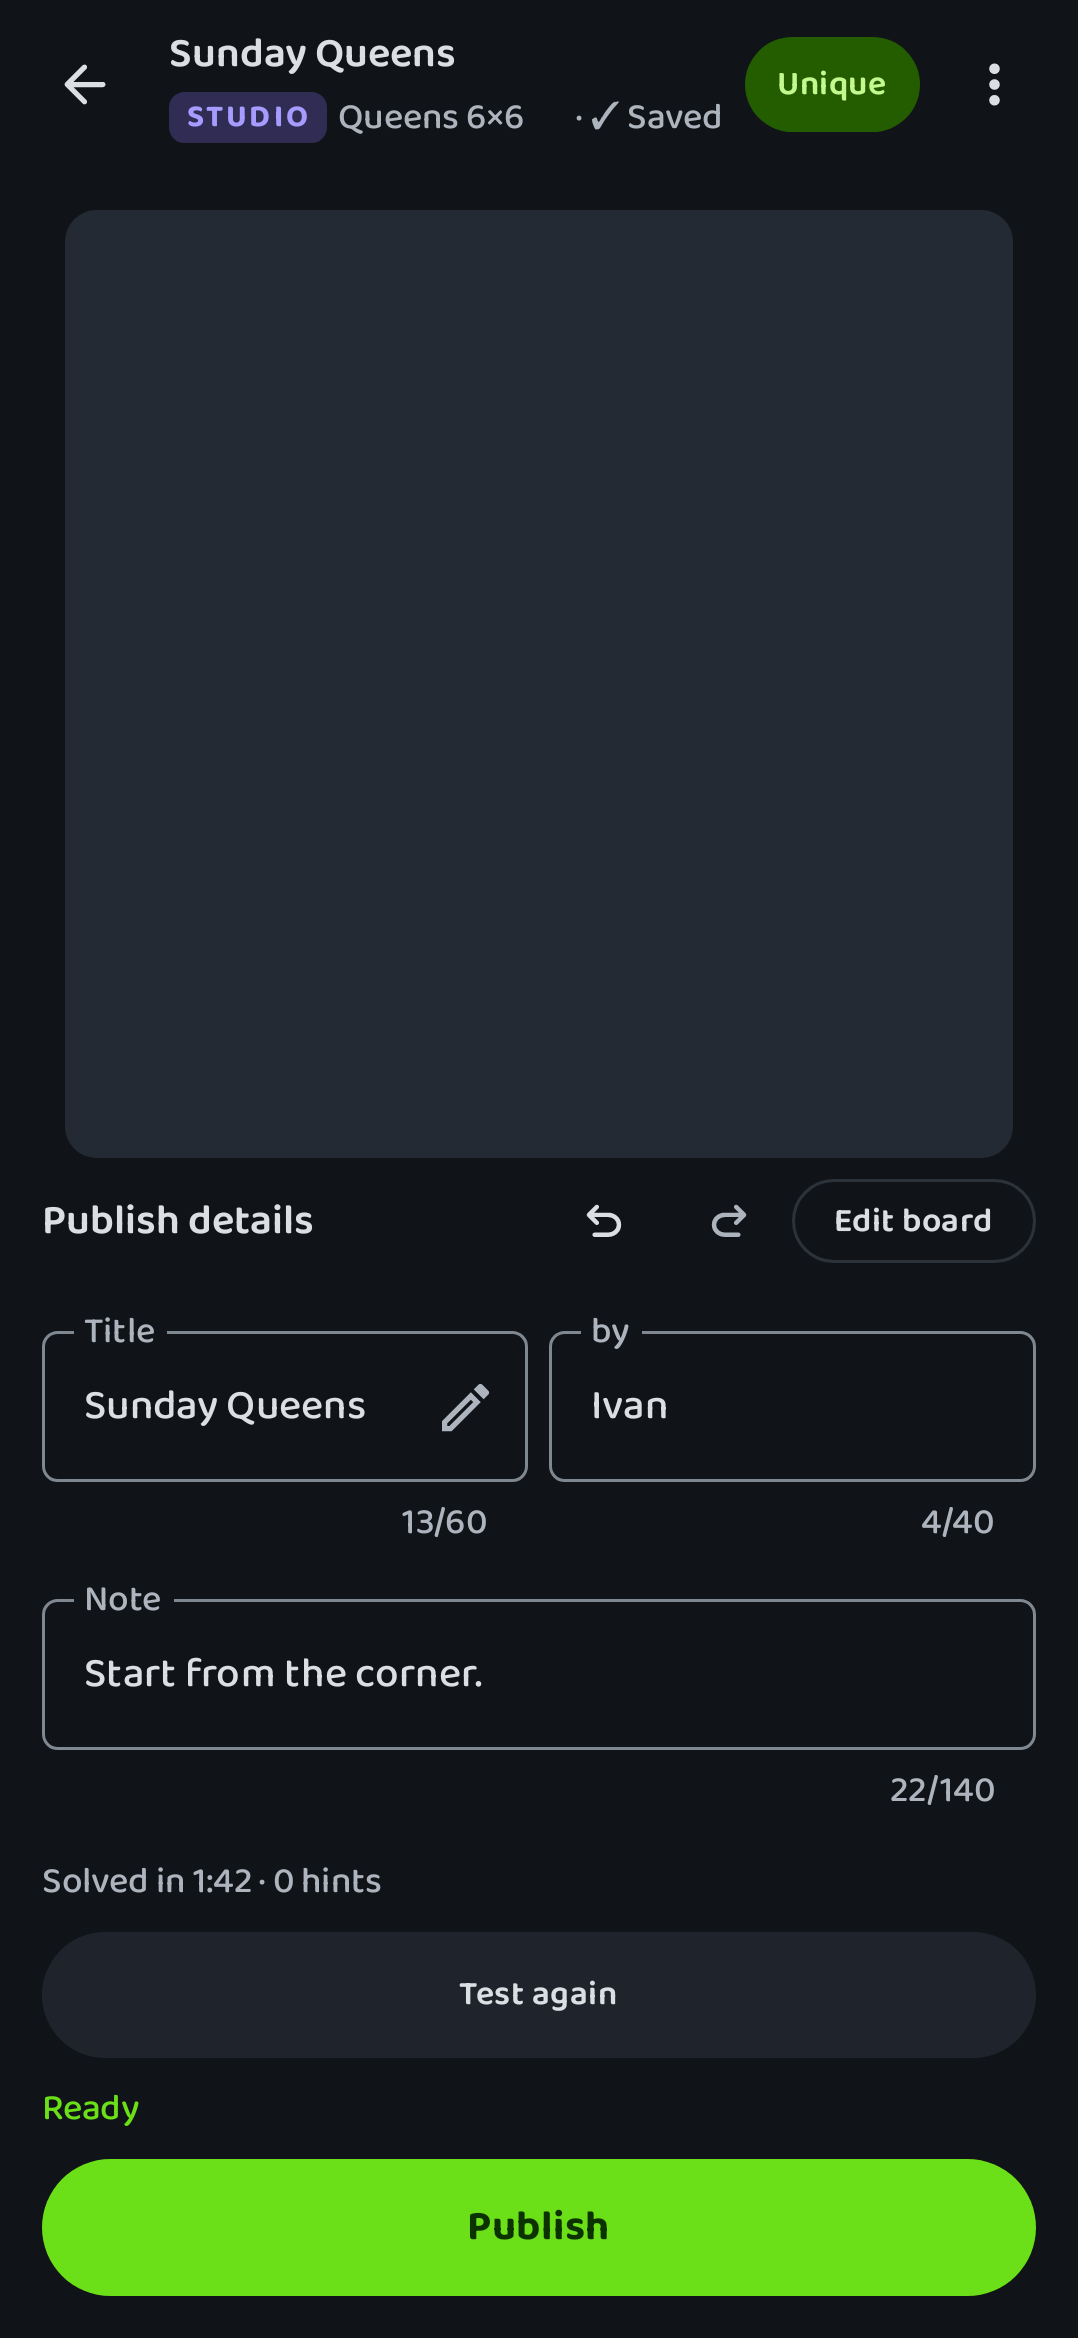 Sunday Queens
STUDIO Queens 6×6 · ✓ Saved
Unique
Publish details
Edit board
Title
Sunday Queens
13/60
by
Ivan
4/40
Note
Start from the corner.
22/140
Solved in 1:42 · 0 hints
Test again
Ready
Publish